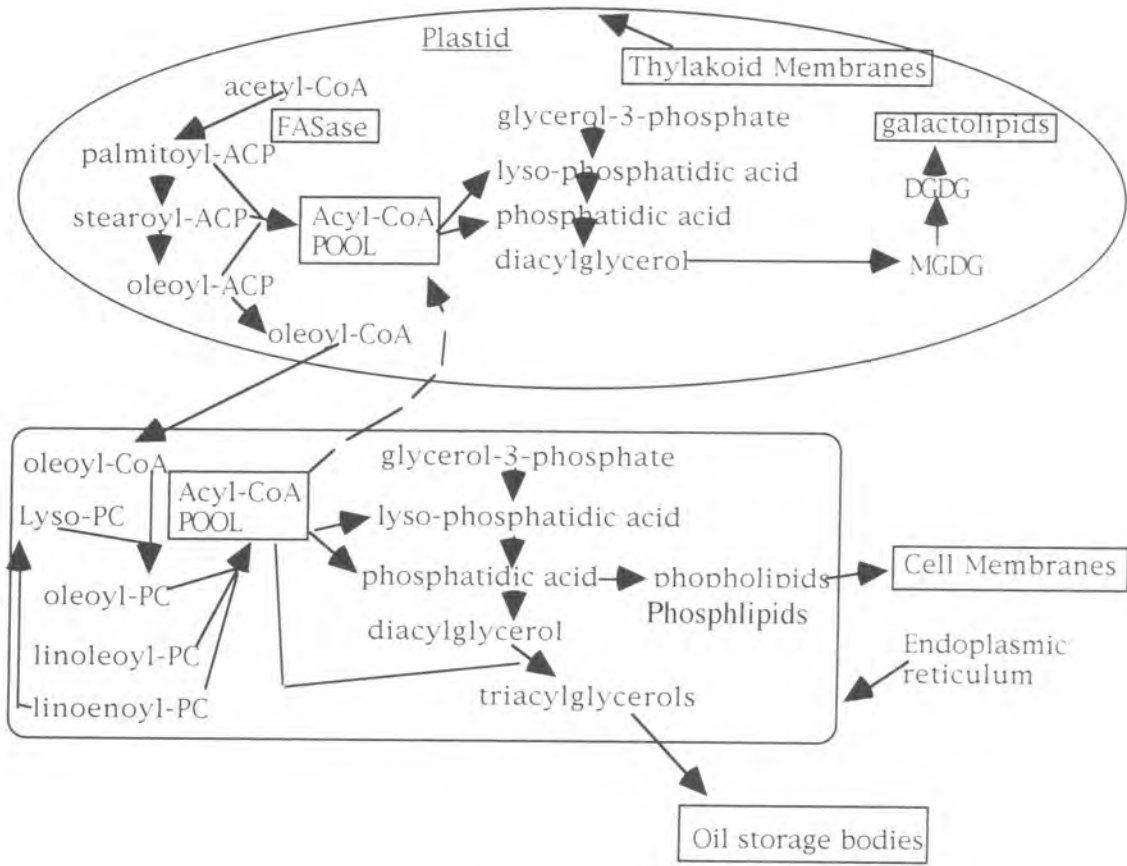 Plastid
Thylakoid Membranes
acetyl-CoA
FASase
glycerol-3-phosphate
galactolipids
palmitoyl-ACP
lyso-phosphatidic acid
DGDG
stearoyl-ACP
Acyl-CoA
POOL
phosphatidic acid
diacylglycerol
MGDG
oleoyl-ACP
oleoyl-CoA
oleoyl-CoA
glycerol-3-phosphate
Acyl-CoA
POOL
Lyso-PC
lyso-phosphatidic acid
phosphatidic acid
phopholipids
Cell Membranes
oleoyl-PC
Phosphlipids
diacylglycerol
linoleoyl-PC
Endoplasmic
reticulum
linoenoyl-PC
triacylglycerols
Oil storage bodies